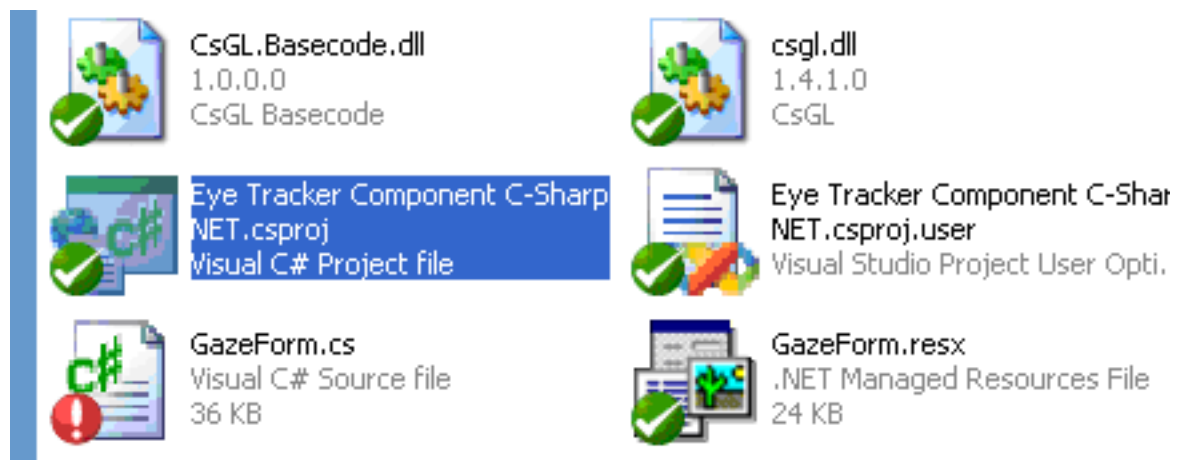 CsGL.Basecode.dll
1.0.0.0
CsGL Basecode
csgl.dll
1.4.1.0
CsGL
Eye Tracker Component C-Sharp
NET.csproj
Visual C# Project file
Eye Tracker Component C-Shar
NET.csproj.user
Visual Studio Project User Opti.
GazeForm.cs
Visual C# Source file
36 KB
GazeForm.resx
.NET Managed Resources File
24 KB